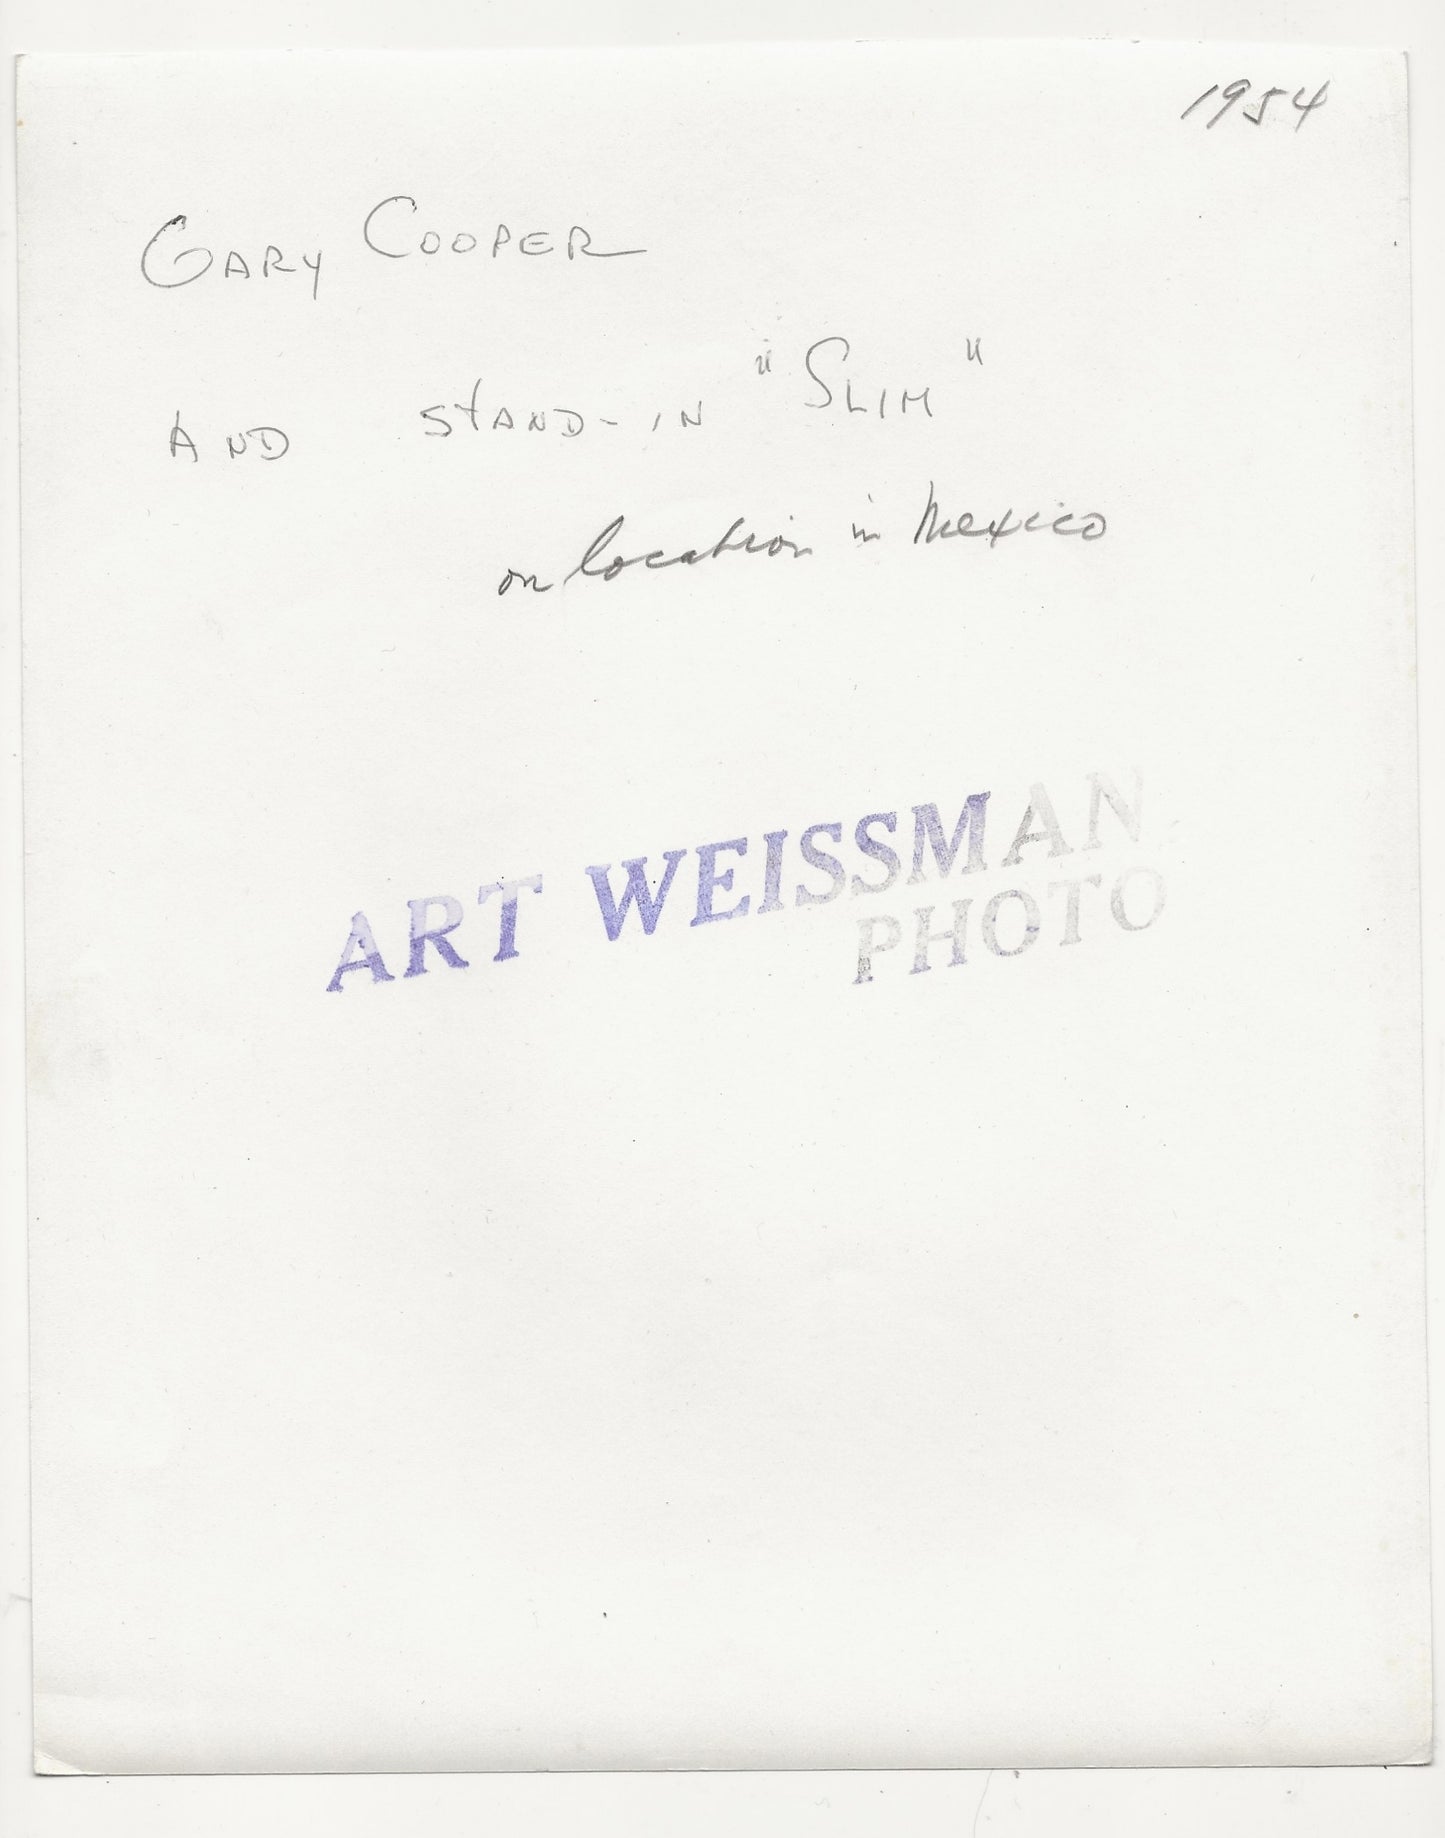 1954
GARY COOPER
AND STAND-IN "SLIM"
on location in Mexico
ART WEISSMAN
PHOTO